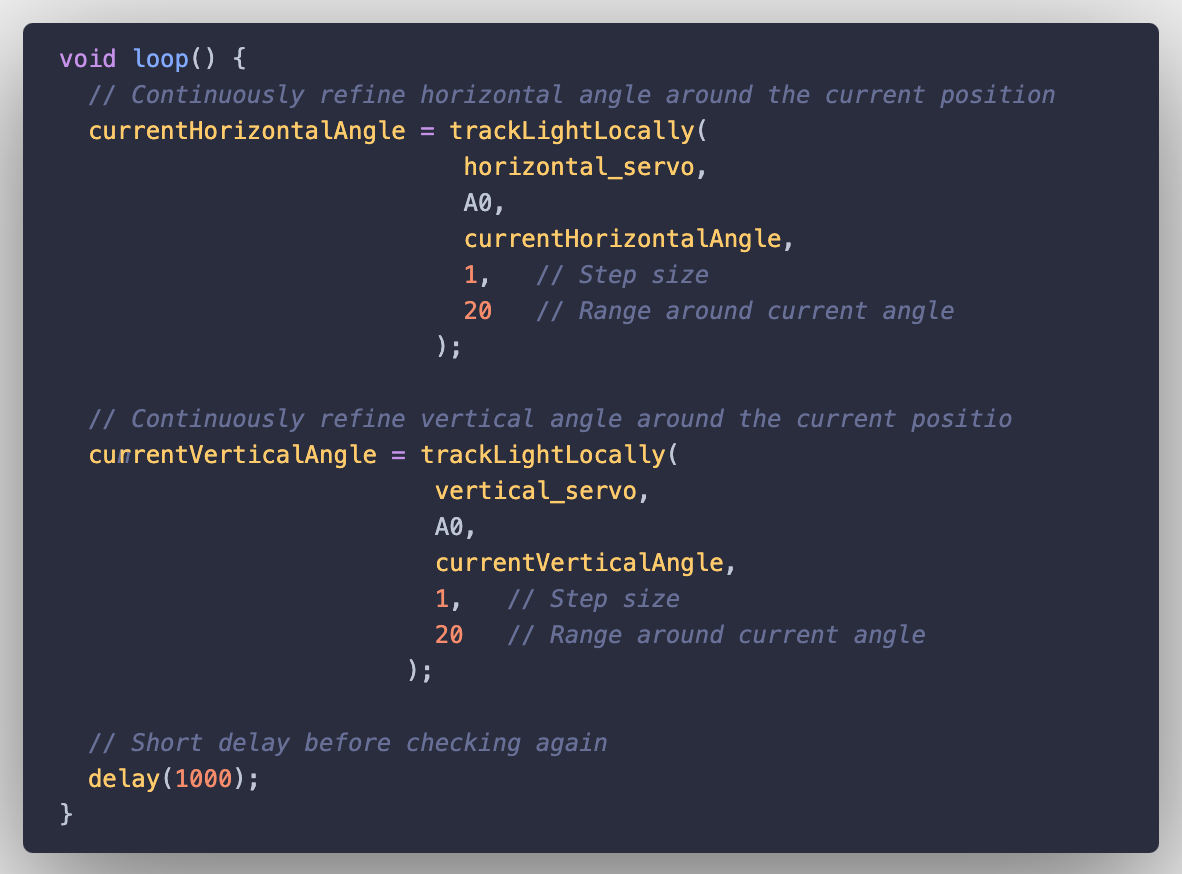 void loop() {
  // Continuously refine horizontal angle around the current position
  currentHorizontalAngle = trackLightLocally(
                            horizontal_servo,
                            A0,
                            currentHorizontalAngle,
                            1,   // Step size
                            20   // Range around current angle
                          );

  // Continuously refine vertical angle around the current positio
  currentVerticalAngle = trackLightLocally(
                          vertical_servo,
                          A0,
                          currentVerticalAngle,
                          1,   // Step size
                          20   // Range around current angle
                        );

  // Short delay before checking again
  delay(1000);
}